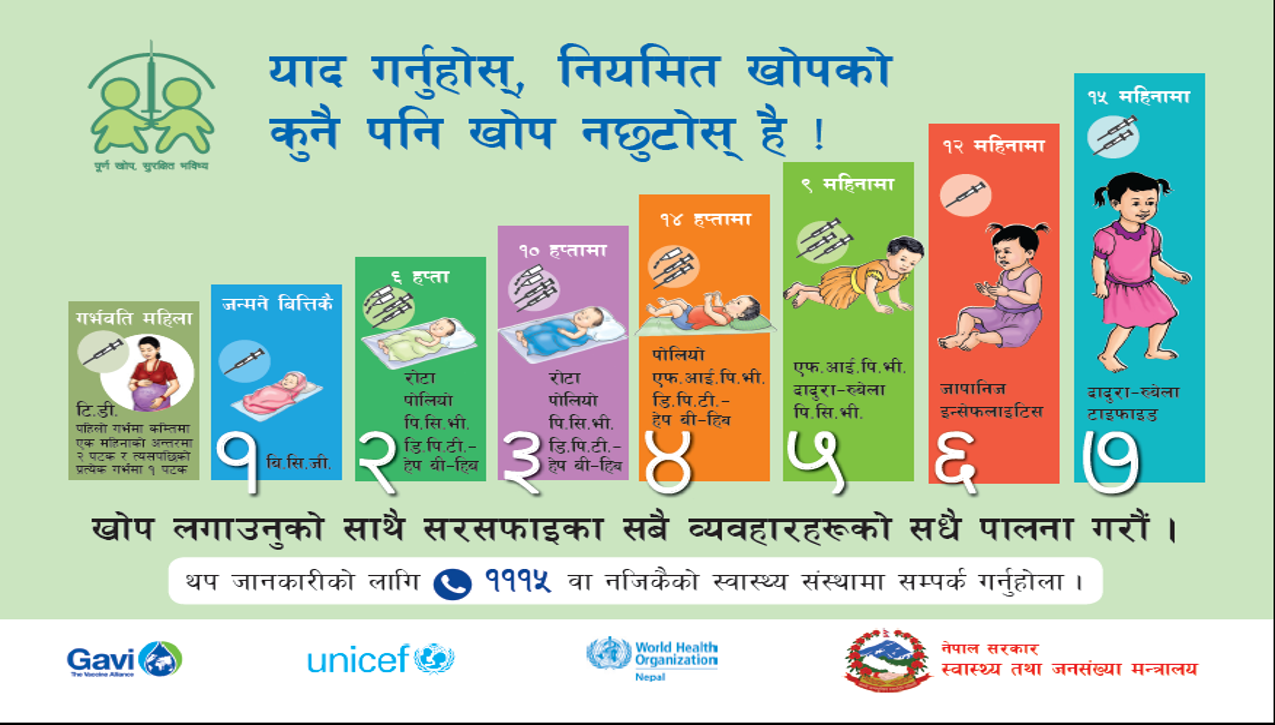 याद गर्नुहोस्, नियमित खोपको
कुनै पनि खोप नछुटोस् है !
पूर्ण खोप, सुरक्षित भविष्य
गर्भवति महिला
टि.डी.
पहिलो गर्भमा कम्तिमा
एक महिनाको अन्तरमा
२ पटक र त्यसपछिको
प्रत्येक गर्भमा १ पटक
जन्मने बित्तिकै
१
बि.सि.जी.
६ हप्ता
रोटा
पोलियो
पि.सि.भी.
डि.पि.टी.-
हेप बी-हिब
२
१० हप्तामा
रोटा
पोलियो
पि.सि.भी.
डि.पि.टी.-
हेप बी-हिब
३
१४ हप्तामा
पोलियो
एफ.आई.पि.भी.
डि.पि.टी.-
हेप बी-हिब
४
९ महिनामा
एफ.आई.पि.भी.
दादुरा-रुबेला
पि.सि.भी.
५
१२ महिनामा
जापानिज
इन्सेफलाइटिस
६
१५ महिनामा
दादुरा-रुबेला
टाइफाइड
७
खोप लगाउनुको साथै सरसफाइका सबै व्यवहारहरूको सधै पालना गरौं ।
थप जानकारीको लागि १११५ वा नजिकैको स्वास्थ्य संस्थामा सम्पर्क गर्नुहोला ।
Gavi
The Vaccine Alliance
unicef
World Health
Organization
Nepal
नेपाल सरकार
स्वास्थ्य तथा जनसंख्या मन्त्रालय